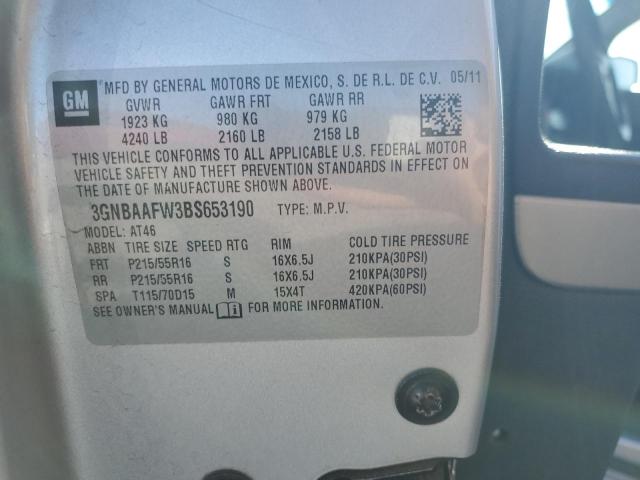 GM
MFD BY GENERAL MOTORS DE MEXICO, S. DE R.L. DE C.V. 05/11
GVWR GAWR FRT GAWR RR
1923 KG 980 KG 979 KG
4240 LB 2160 LB 2158 LB
THIS VEHICLE CONFORMS TO ALL APPLICABLE U.S. FEDERAL MOTOR
VEHICLE SAFETY AND THEFT PREVENTION STANDARDS IN EFFECT ON
THE DATE OF MANUFACTURE SHOWN ABOVE.
3GNBAAFW3BS653190 TYPE: M.P.V.
MODEL: AT46
ABBN TIRE SIZE SPEED RTG RIM COLD TIRE PRESSURE
FRT P215/55R16 S 16X6.5J 210KPA(30PSI)
RR P215/55R16 S 16X6.5J 210KPA(30PSI)
SPA T115/70D15 M 15X4T 420KPA(60PSI)
SEE OWNER'S MANUAL FOR MORE INFORMATION.